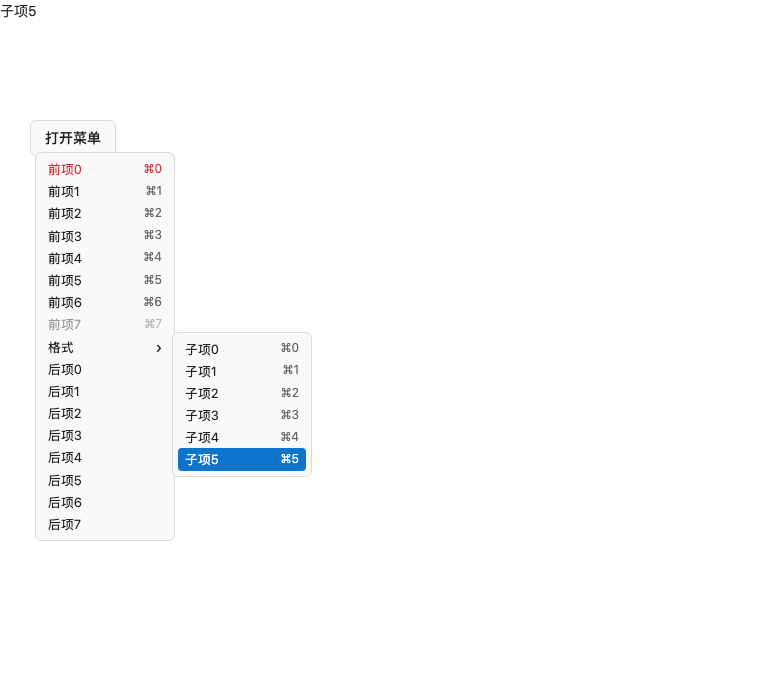 子项5
打开菜单
前项0 ⌘0
前项1 ⌘1
前项2 ⌘2
前项3 ⌘3
前项4 ⌘4
前项5 ⌘5
前项6 ⌘6
前项7 ⌘7
格式 ›
后项0
后项1
后项2
后项3
后项4
后项5
后项6
后项7
子项0 ⌘0
子项1 ⌘1
子项2 ⌘2
子项3 ⌘3
子项4 ⌘4
子项5 ⌘5